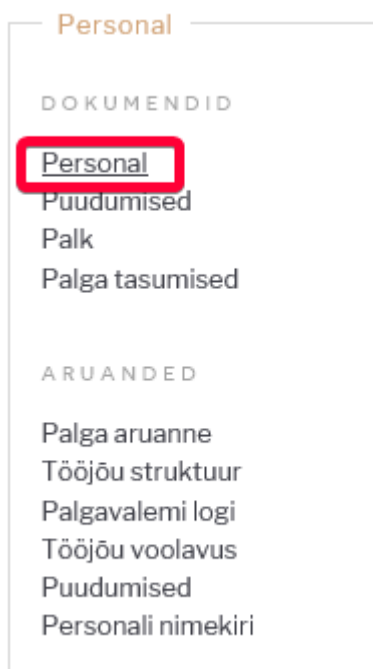 Personal
DOKUMENDID
Personal
Puudumised
Palk
Palga tasumised
ARUANDED
Palga aruanne
Tööjõu struktuur
Palgavalemi logi
Tööjõu voolavus
Puudumised
Personali nimekiri